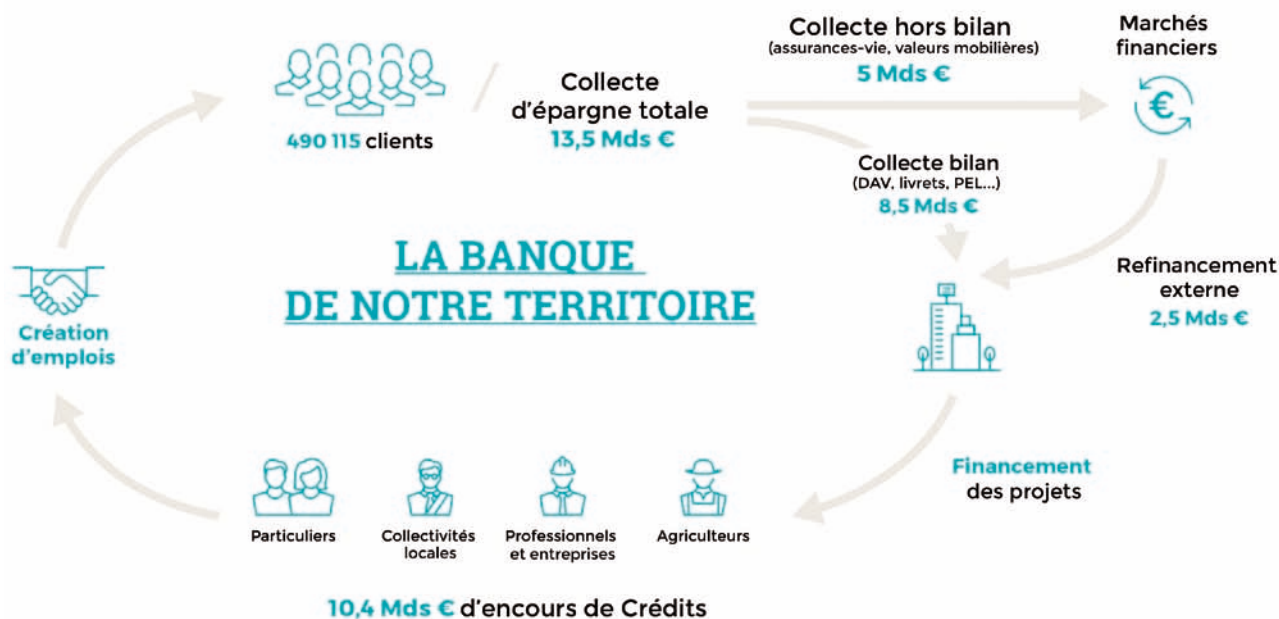 490 115 clients
Collecte
d'épargne totale
13,5 Mds €
Collecte hors bilan
(assurances-vie, valeurs mobilières)
5 Mds €
Marchés
financiers
€
Collecte bilan
(DAV, livrets, PEL...)
8,5 Mds €
Refinancement
externe
2,5 Mds €
LA BANQUE
DE NOTRE TERRITOIRE
Création
d'emplois
Financement
des projets
Particuliers
Collectivités
locales
Professionnels
et entreprises
Agriculteurs
10,4 Mds € d'encours de Crédits